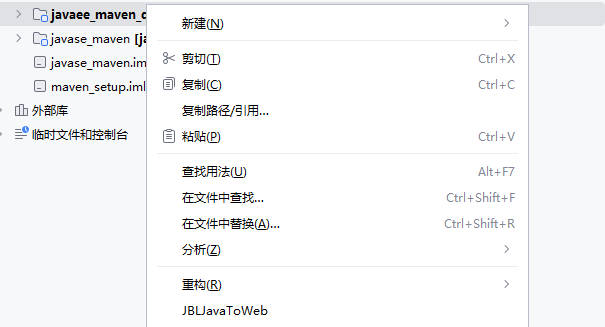 javaee_maven_d
javase_maven [ja
javase_maven.im
maven_setup.iml
外部库
临时文件和控制台
新建(N)
剪切(T) Ctrl+X
复制(C) Ctrl+C
复制路径/引用...
粘贴(P) Ctrl+V
查找用法(U) Alt+F7
在文件中查找... Ctrl+Shift+F
在文件中替换(A)... Ctrl+Shift+R
分析(Z)
重构(R)
JBLJavaToWeb